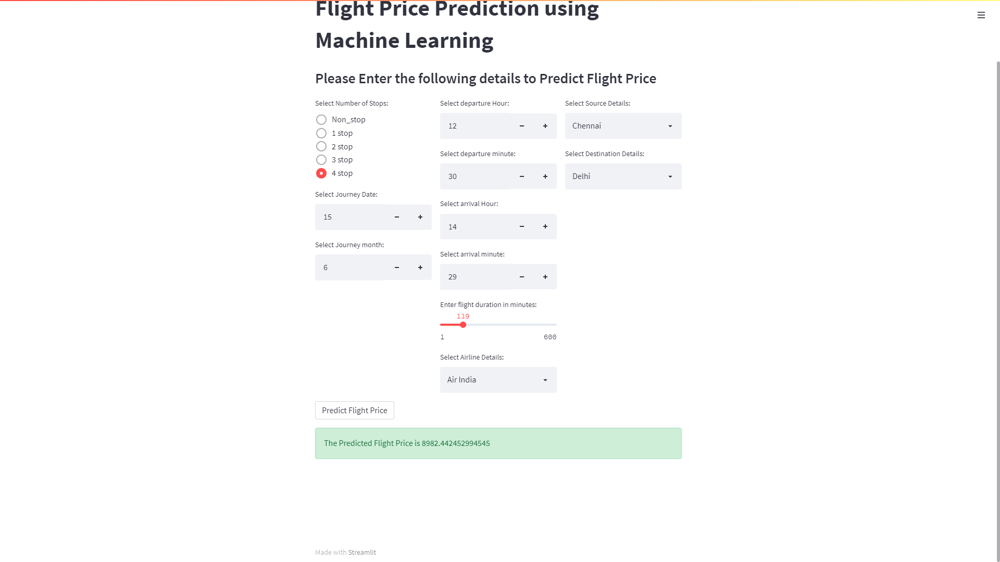 Flight Price Prediction using
Machine Learning
Please Enter the following details to Predict Flight Price
Select Number of Stops:
Non_stop
1 stop
2 stop
3 stop
4 stop
Select Journey Date:
15
Select Journey month:
6
Select departure Hour:
12
Select departure minute:
30
Select arrival Hour:
14
Select arrival minute:
29
Enter flight duration in minutes:
119
1 600
Select Airline Details:
Air India
Select Source Details:
Chennai
Select Destination Details:
Delhi
Predict Flight Price
The Predicted Flight Price is 8982.442452994545
Made with Streamlit